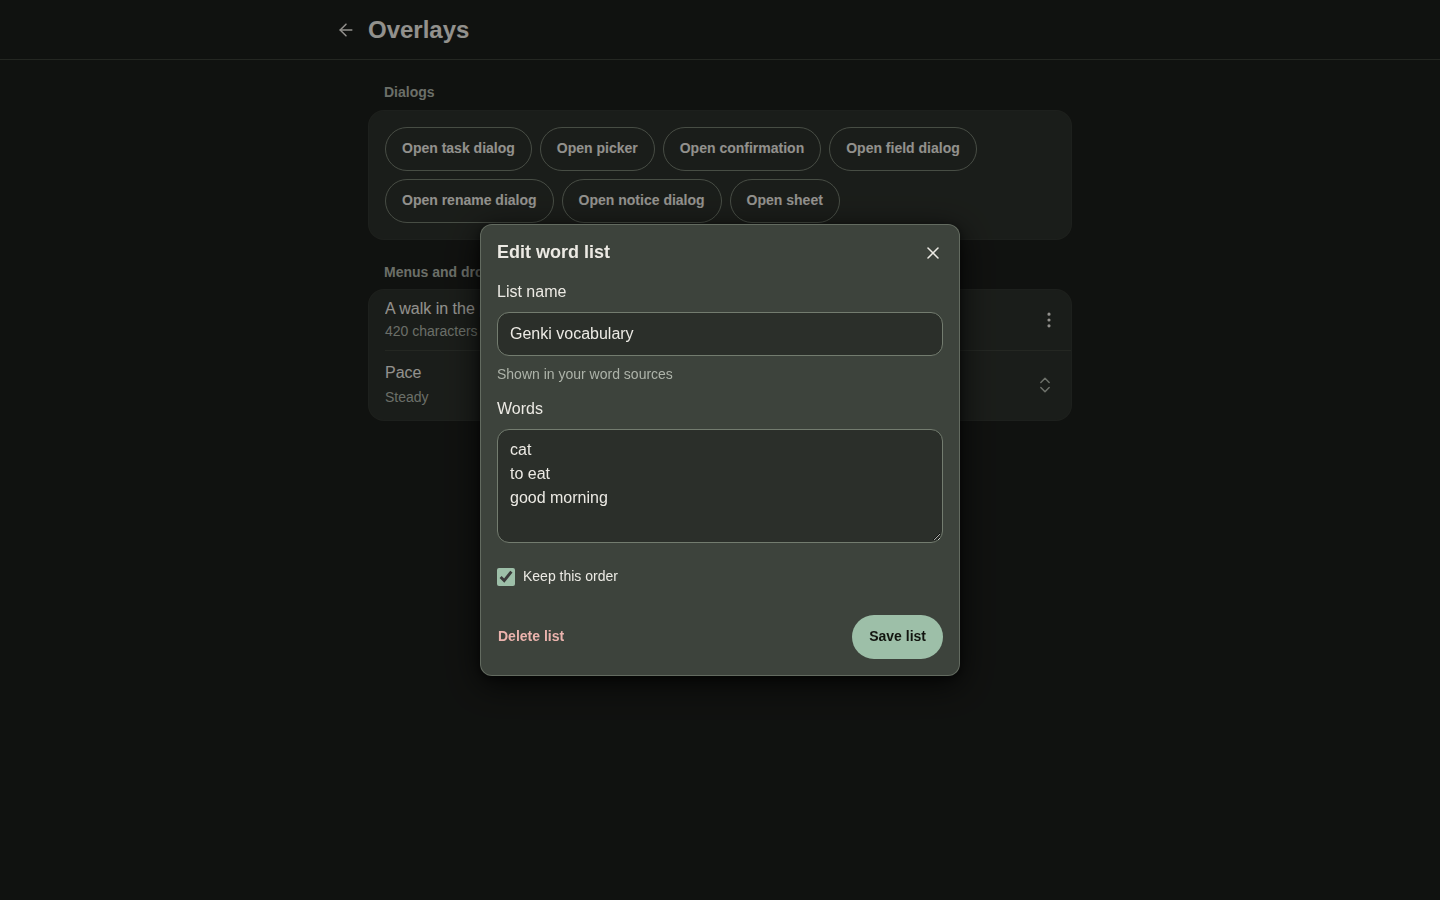 Overlays
Dialogs
Open task dialog
Open picker
Open confirmation
Open field dialog
Open rename dialog
Open notice dialog
Open sheet
Menus and
A walk in the
420 characters
Pace
Steady
Edit word list
List name
Genki vocabulary
Shown in your word sources
Words
cat
to eat
good morning
Keep this order
Delete list
Save list